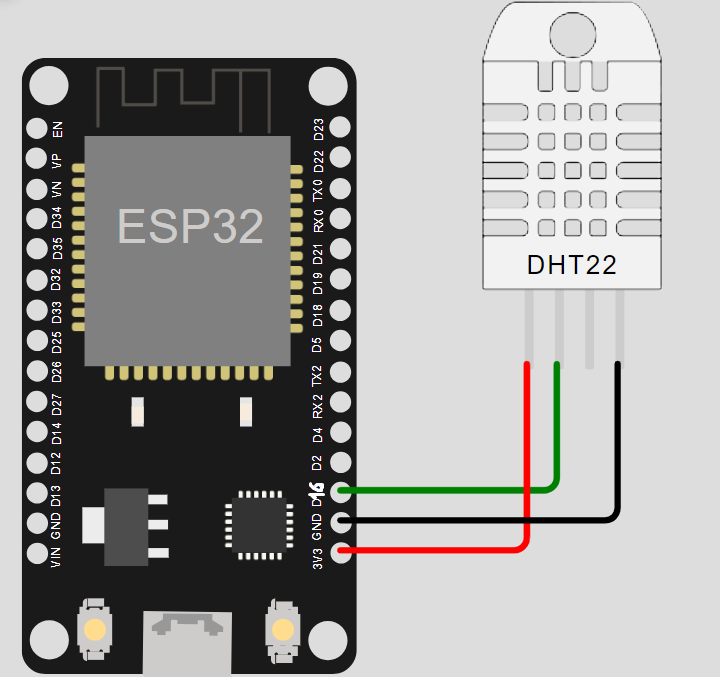 ESP32
EN
VP
VN
D34
D35
D32
D33
D25
D26
D27
D14
D12
D13
GND
VIN
D23
D22
TX0
RX0
D21
D19
D18
D5
TX2
RX2
D4
D2
GND
3V3
DHT22